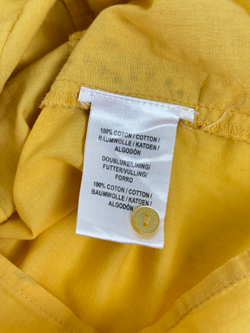 100% COTON / COTTON /
BAUMWOLLE / KATOEN /
ALGODÓN
DOUBLURE/LINING/
FUTTER/VULLING/
FORRO
100% COTON / COTTON /
BAUMWOLLE / KATOEN /
ALGODÓN